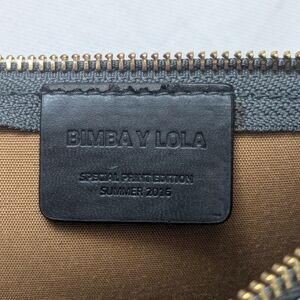 BIMBA Y LOLA
SPECIAL PRINT EDITION
SUMMER 2016